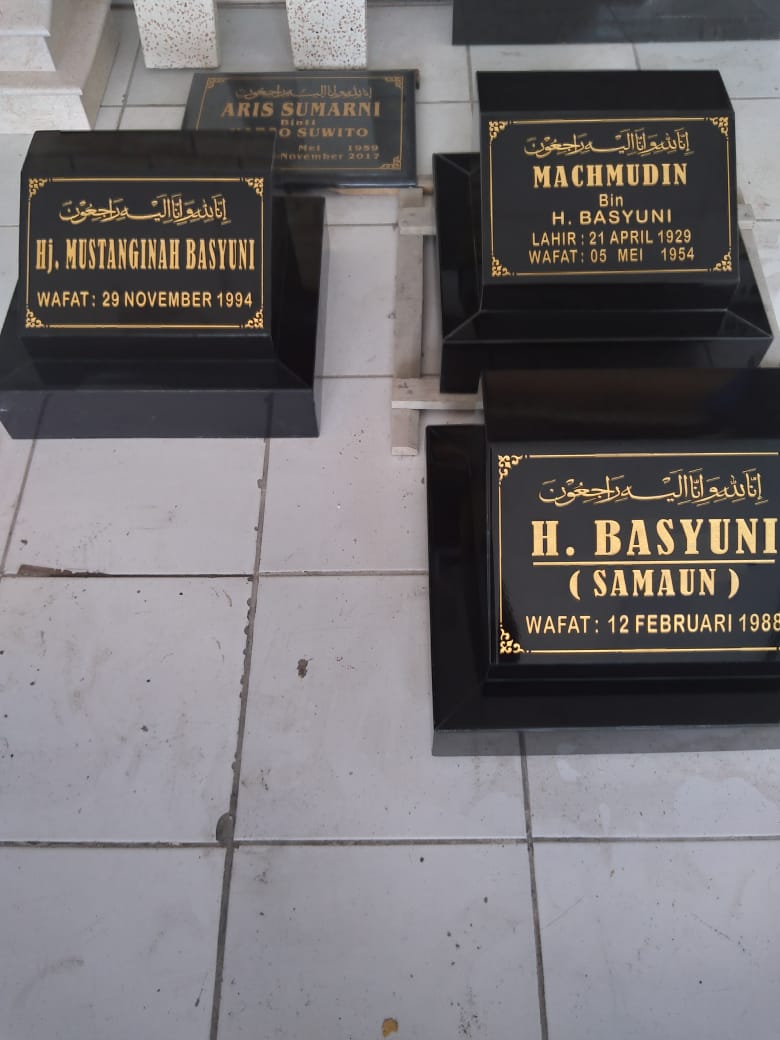 إنا لله وإنا إليه راجعون
ARIS SUMARNI
Binti
SUWITO
Mei 1959
November 2017
إنا لله وإنا إليه راجعون
Hj. MUSTANGINAH BASYUNI
WAFAT : 29 NOVEMBER 1994
إنا لله وإنا إليه راجعون
MACHMUDIN
Bin
H. BASYUNI
LAHIR : 21 APRIL 1929
WAFAT : 05 MEI 1954
إنا لله وإنا إليه راجعون
H. BASYUNI
( SAMAUN )
WAFAT : 12 FEBRUARI 1988